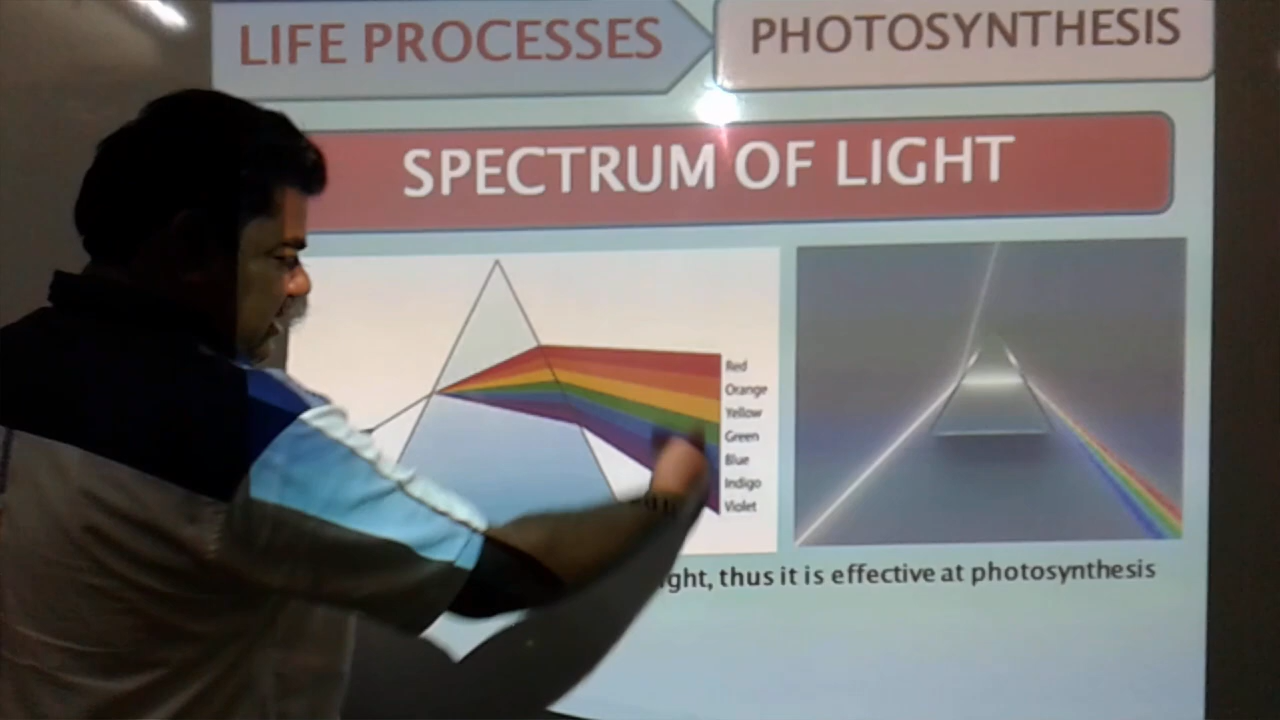 LIFE PROCESSES
PHOTOSYNTHESIS
SPECTRUM OF LIGHT
Red
Orange
Yellow
Green
Blue
Indigo
Violet
thus it is effective at photosynthesis